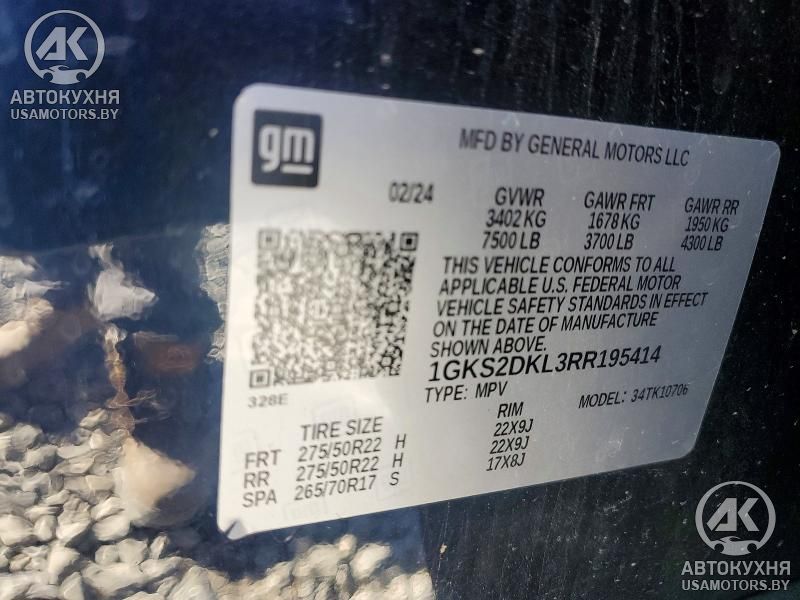 AK
АВТОКУХНЯ
USAMOTORS.BY
gm
MFD BY GENERAL MOTORS LLC
02/24 GVWR GAWR FRT GAWR RR
3402 KG 1678 KG 1950 KG
7500 LB 3700 LB 4300 LB
THIS VEHICLE CONFORMS TO ALL
APPLICABLE U.S. FEDERAL MOTOR
VEHICLE SAFETY STANDARDS IN EFFECT
ON THE DATE OF MANUFACTURE
SHOWN ABOVE.
1GKS2DKL3RR195414
TYPE: MPV MODEL: 34TK10706
328E
TIRE SIZE RIM
FRT 275/50R22 H 22X9J
RR 275/50R22 H 22X9J
SPA 265/70R17 S 17X8J
AK
АВТОКУХНЯ
USAMOTORS.BY